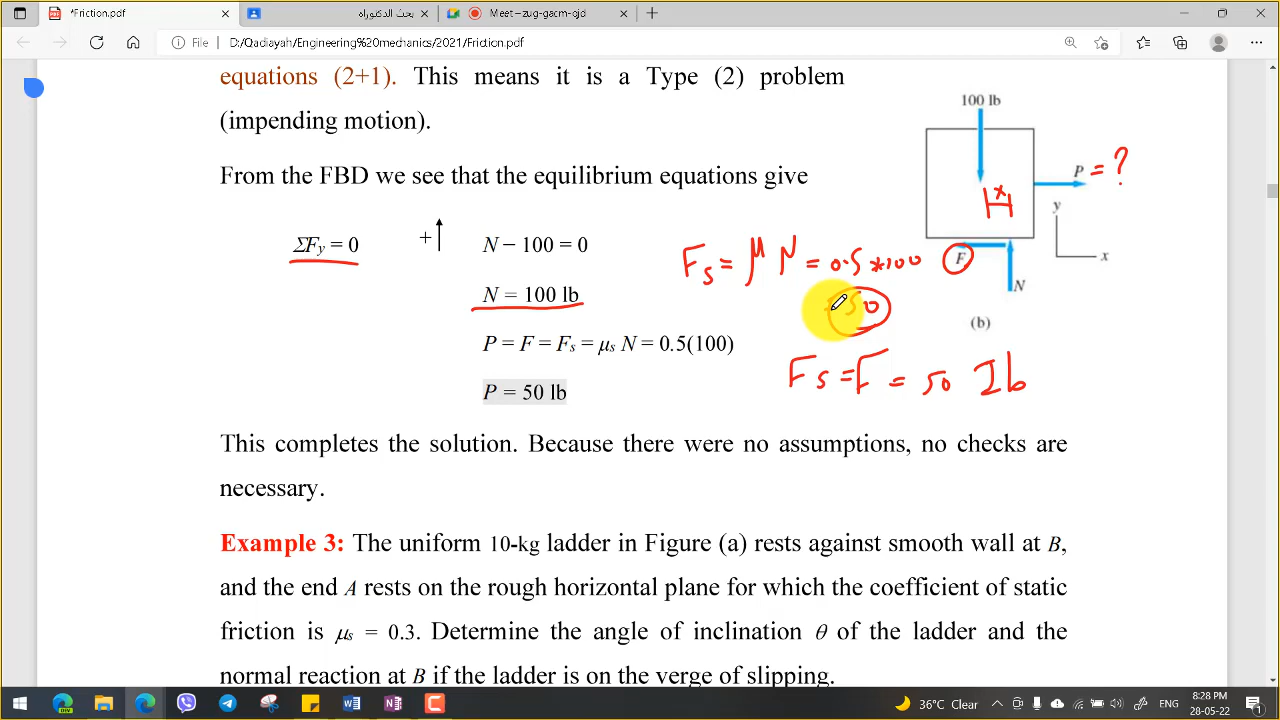 *Friction.pdf
بحث الدكتوراه
Meet-zug-gacm-qjd
File
D:/Qadiayah/Engineering%20mechanics/2021/Friction.pdf
equations (2+1). This means it is a Type (2) problem
(impending motion).
From the FBD we see that the equilibrium equations give
ΣFy = 0
+
N − 100 = 0
N = 100 lb
P = F = Fs = μs N = 0.5(100)
P = 50 lb
100 lb
P
= ?
x
y
x
F
N
(b)
Fs = μ N = 0.5 * 100
50
Fs = F = 50 Ib
This completes the solution. Because there were no assumptions, no checks are
necessary.
Example 3: The uniform 10-kg ladder in Figure (a) rests against smooth wall at B,
and the end A rests on the rough horizontal plane for which the coefficient of static
friction is μs = 0.3. Determine the angle of inclination θ of the ladder and the
normal reaction at B if the ladder is on the verge of slipping.
36°C Clear
ENG
8:28 PM
28-05-22